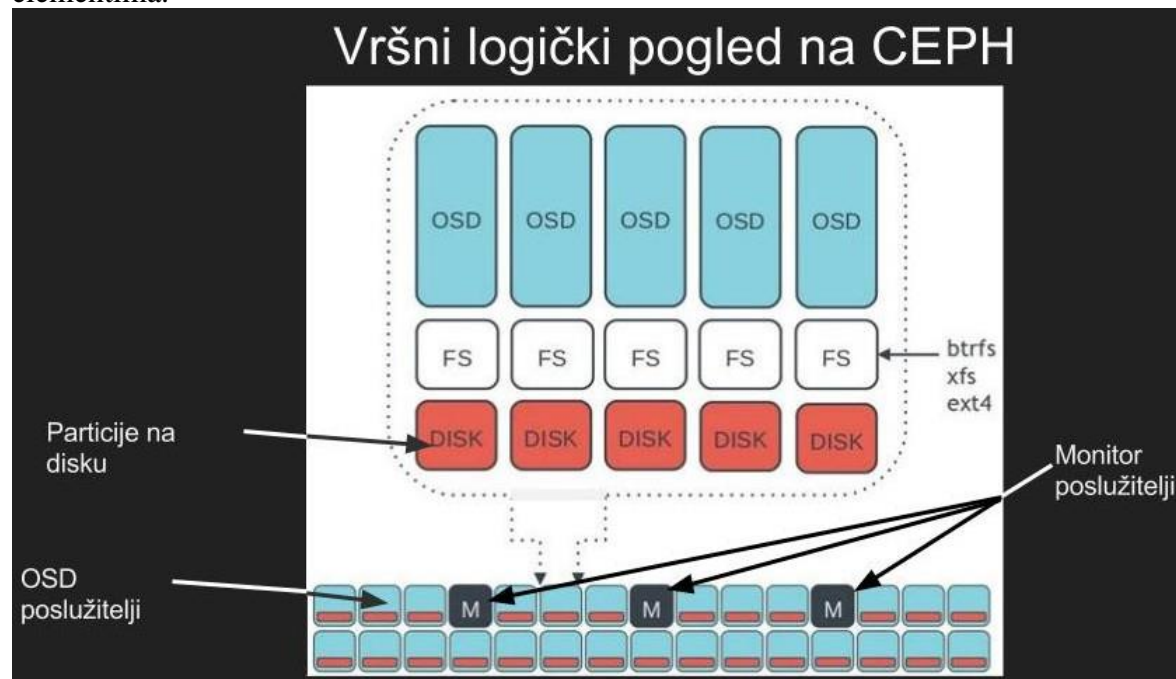 elementima.
Vršni logički pogled na CEPH
OSD OSD OSD OSD OSD
FS FS FS FS FS
btrfs
xfs
ext4
DISK DISK DISK DISK DISK
Particije na
disku
Monitor
poslužitelji
OSD
poslužitelji
M M M